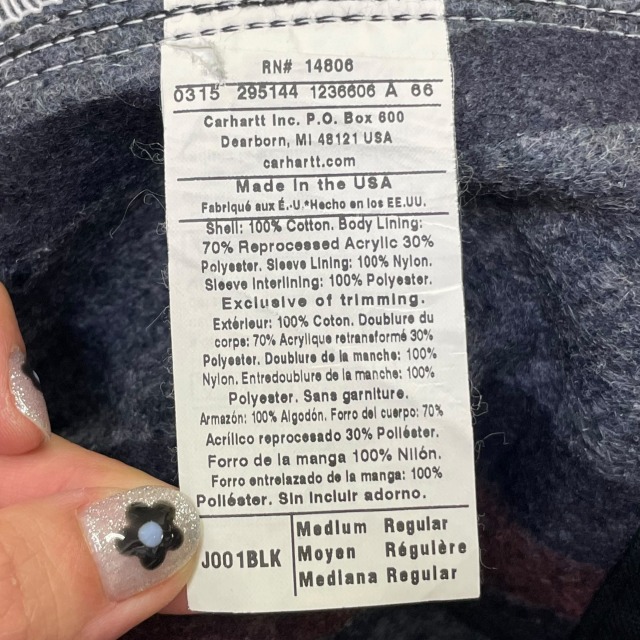 RN# 14806
0315 295144 1236606 A 66
Carhartt Inc. P.O. Box 600
Dearborn, MI 48121 USA
carhartt.com
Made in the USA
Fabriqué aux É.-U.*Hecho en los EE.UU.
Shell: 100% Cotton. Body Lining:
70% Reprocessed Acrylic 30%
Polyester. Sleeve Lining: 100% Nylon.
Sleeve Interlining: 100% Polyester.
Exclusive of trimming.
Extérieur: 100% Coton. Doublure du
corps: 70% Acrylique retransformé 30%
Polyester. Doublure de la manche: 100%
Nylon. Entredoublure de la manche: 100%
Polyester. Sans garniture.
Armazón: 100% Algodón. Forro del cuerpo: 70%
Acrílico reprocesado 30% Poliéster.
Forro de la manga 100% Nilón.
Forro entrelazado de la manga: 100%
Poliéster. Sin incluir adorno.
J001BLK
Medium Regular
Moyen Régulère
Mediana Regular